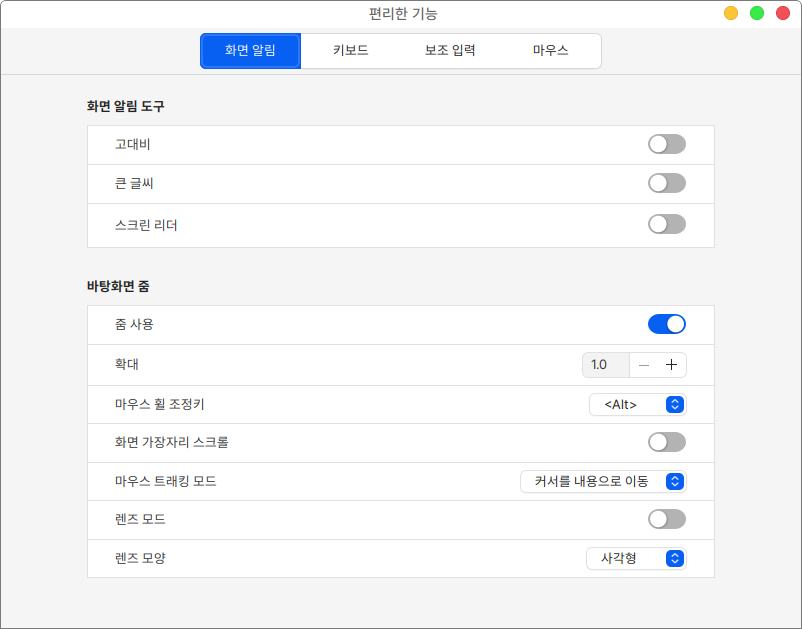 편리한 기능
화면 알림
키보드
보조 입력
마우스
화면 알림 도구
고대비
큰 글씨
스크린 리더
바탕화면 줌
줌 사용
확대
1.0
마우스 휠 조정키
<Alt>
화면 가장자리 스크롤
마우스 트래킹 모드
커서를 내용으로 이동
렌즈 모드
렌즈 모양
사각형